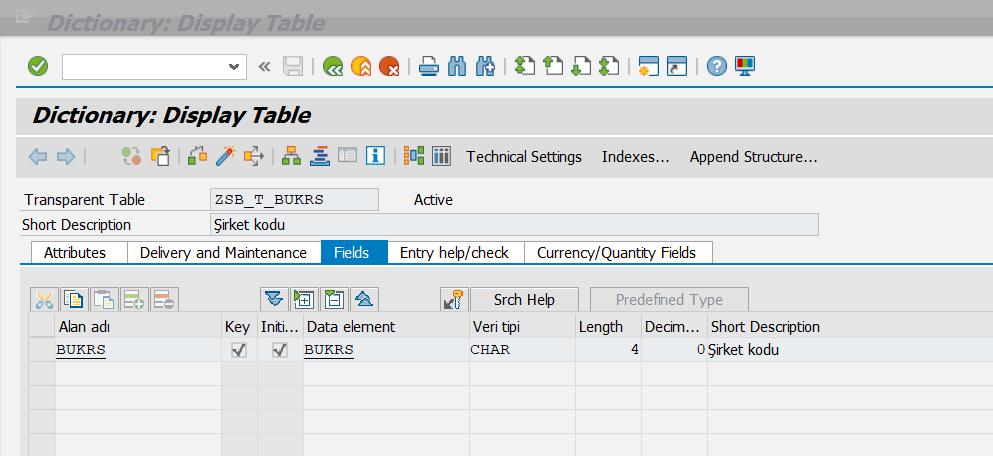 Dictionary: Display Table
Dictionary: Display Table
Technical Settings Indexes... Append Structure...
Transparent Table ZSB_T_BUKRS Active
Short Description Şirket kodu
Attributes Delivery and Maintenance Fields Entry help/check Currency/Quantity Fields
Srch Help Predefined Type
Alan adı Key Initi... Data element Veri tipi Length Decim... Short Description
BUKRS BUKRS CHAR 4 0 Şirket kodu